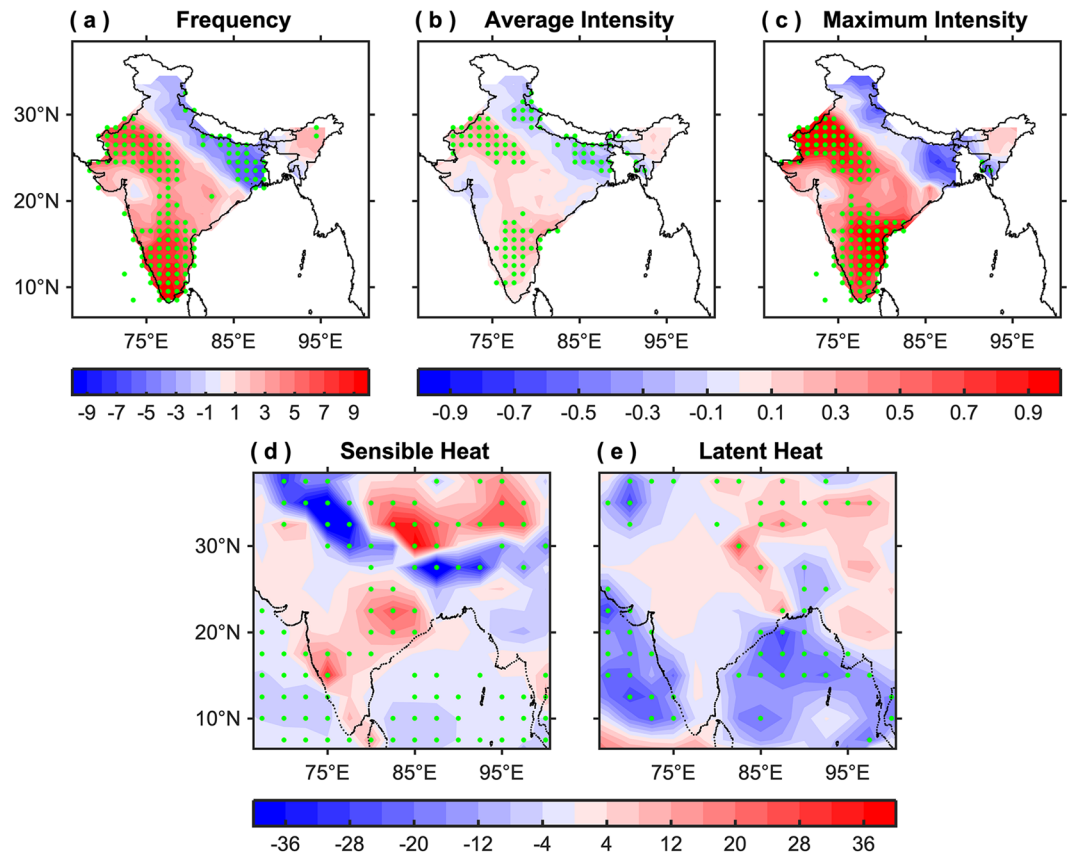 ( a ) Frequency
( b ) Average Intensity
( c ) Maximum Intensity
30°N
20°N
10°N
75°E 85°E 95°E
75°E 85°E 95°E
75°E 85°E 95°E
-9 -7 -5 -3 -1 1 3 5 7 9
-0.9 -0.7 -0.5 -0.3 -0.1 0.1 0.3 0.5 0.7 0.9
( d ) Sensible Heat
( e ) Latent Heat
30°N
20°N
10°N
75°E 85°E 95°E
75°E 85°E 95°E
-36 -28 -20 -12 -4 4 12 20 28 36